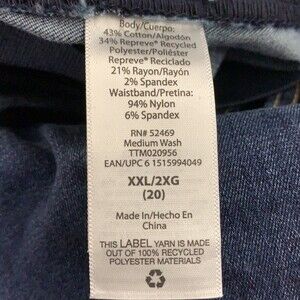 Body/Cuerpo:
43% Cotton/Algodón
34% Repreve® Recycled
Polyester/Poliéster
Repreve® Reciclado
21% Rayon/Rayón
2% Spandex
Waistband/Pretina:
94% Nylon
6% Spandex
RN# 52469
Medium Wash
TTM020956
EAN/UPC 6 1515994049
XXL/2XG
(20)
Made In/Hecho En
China
THIS LABEL YARN IS MADE
OUT OF 100% RECYCLED
POLYESTER MATERIALS